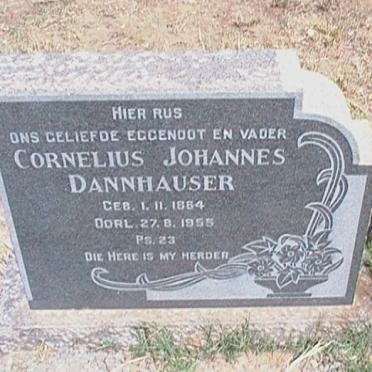 HIER RUS
ONS GELIEFDE EGGENOOT EN VADER
CORNELIUS JOHANNES
DANNHAUSER
GEB. 1. 11. 1884
OORL. 27. 8. 1955
PS. 23
DIE HERE IS MY HERDER